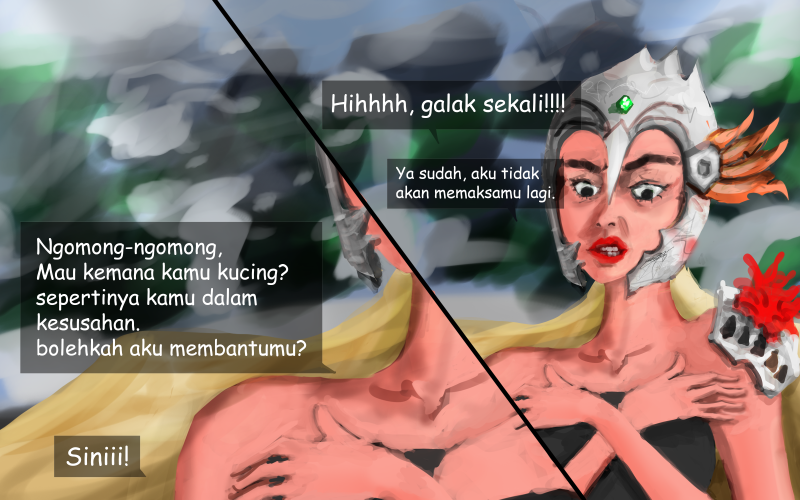 Ngomong-ngomong,
Mau kemana kamu kucing?
sepertinya kamu dalam
kesusahan.
bolehkah aku membantumu?
Siniii!
Hihhhh, galak sekali!!!!
Ya sudah, aku tidak
akan memaksamu lagi.